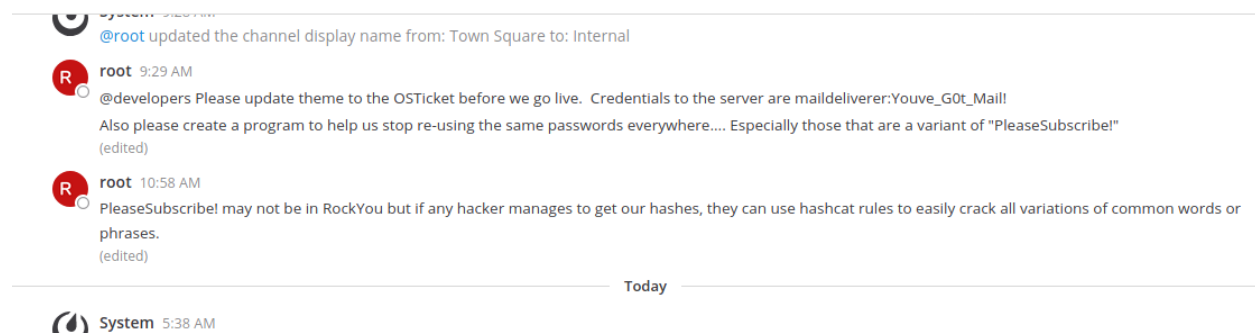 System 9:28 AM
@root updated the channel display name from: Town Square to: Internal
R
root 9:29 AM
@developers Please update theme to the OSTicket before we go live. Credentials to the server are maildeliverer:Youve_G0t_Mail!
Also please create a program to help us stop re-using the same passwords everywhere.... Especially those that are a variant of "PleaseSubscribe!"
(edited)
R
root 10:58 AM
PleaseSubscribe! may not be in RockYou but if any hacker manages to get our hashes, they can use hashcat rules to easily crack all variations of common words or
phrases.
(edited)
Today
System 5:38 AM